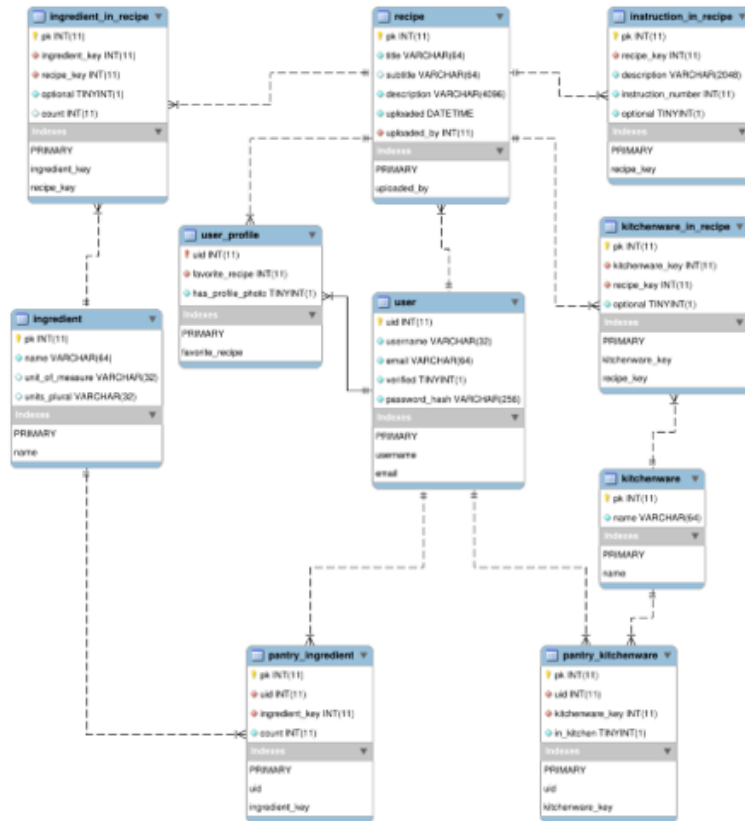 ingredient_in_recipe
pk INT(11)
ingredient_key INT(11)
recipe_key INT(11)
optional TINYINT(1)
count INT(11)
Indexes
PRIMARY
ingredient_key
recipe_key
recipe
pk INT(11)
title VARCHAR(64)
subtitle VARCHAR(64)
description VARCHAR(4096)
uploaded DATETIME
uploaded_by INT(11)
Indexes
PRIMARY
uploaded_by
instruction_in_recipe
pk INT(11)
recipe_key INT(11)
description VARCHAR(2048)
instruction_number INT(11)
optional TINYINT(1)
Indexes
PRIMARY
recipe_key
user_profile
uid INT(11)
favorite_recipe INT(11)
has_profile_photo TINYINT(1)
Indexes
PRIMARY
favorite_recipe
kitchenware_in_recipe
pk INT(11)
kitchenware_key INT(11)
recipe_key INT(11)
optional TINYINT(1)
Indexes
PRIMARY
kitchenware_key
recipe_key
ingredient
pk INT(11)
name VARCHAR(64)
unit_of_measure VARCHAR(32)
units_plural VARCHAR(32)
Indexes
PRIMARY
name
user
uid INT(11)
username VARCHAR(32)
email VARCHAR(64)
verified TINYINT(1)
password_hash VARCHAR(256)
Indexes
PRIMARY
username
email
kitchenware
pk INT(11)
name VARCHAR(64)
Indexes
PRIMARY
name
pantry_ingredient
pk INT(11)
uid INT(11)
ingredient_key INT(11)
count INT(11)
Indexes
PRIMARY
uid
ingredient_key
pantry_kitchenware
pk INT(11)
uid INT(11)
kitchenware_key INT(11)
in_kitchen TINYINT(1)
Indexes
PRIMARY
uid
kitchenware_key